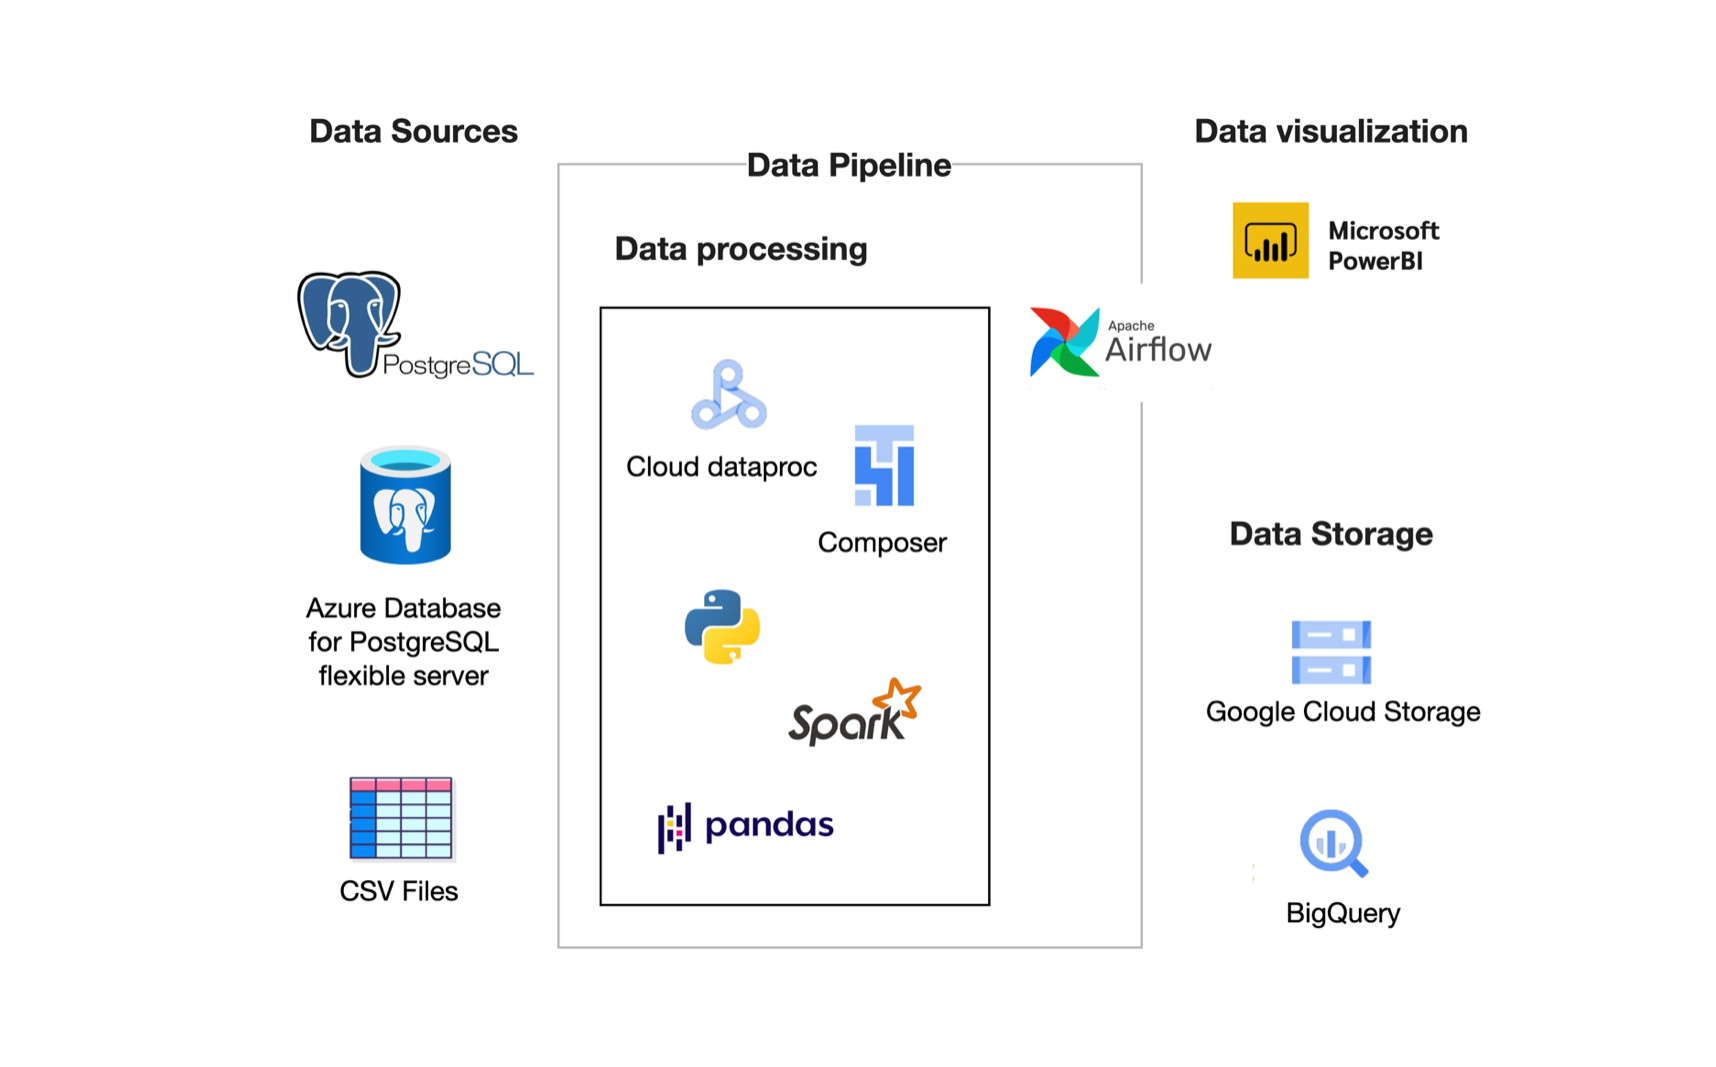 Data Sources
PostgreSQL
Azure Database
for PostgreSQL
flexible server
CSV Files
Data Pipeline
Data processing
Cloud dataproc
Composer
Spark
pandas
Apache
Airflow
Data visualization
Microsoft
PowerBI
Data Storage
Google Cloud Storage
BigQuery